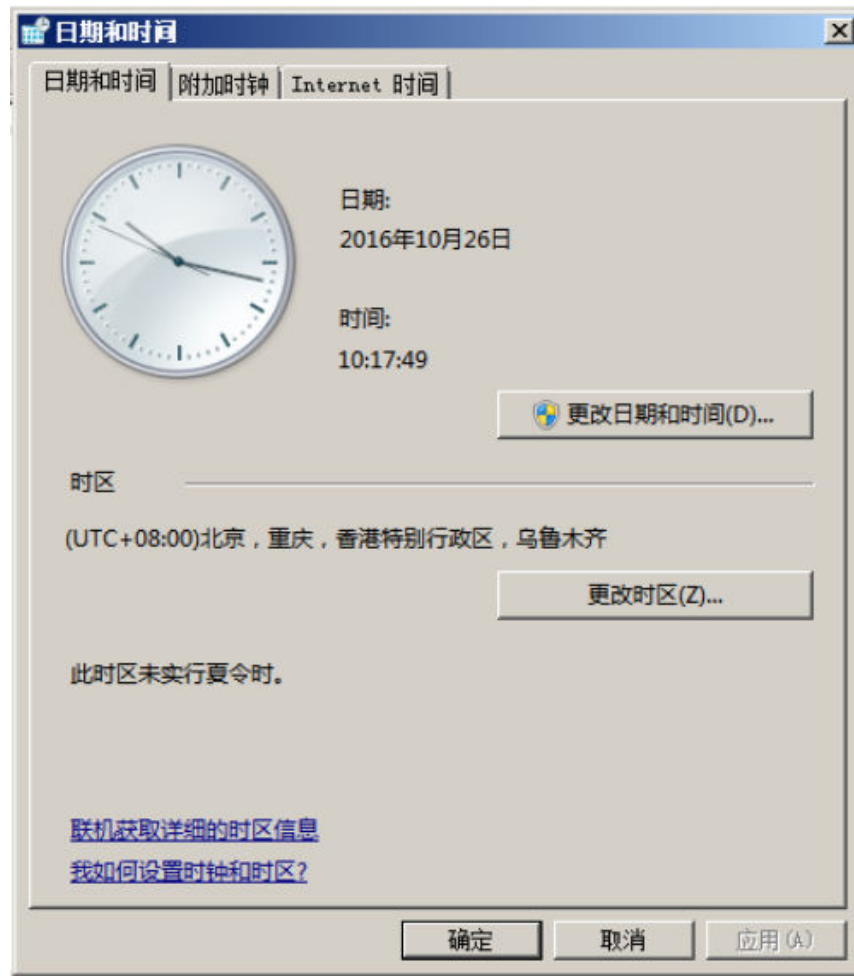 日期和时间
日期和时间 附加时钟 Internet 时间
日期:
2016年10月26日
时间:
10:17:49
更改日期和时间(D)...
时区
(UTC+08:00)北京，重庆，香港特别行政区，乌鲁木齐
更改时区(Z)...
此时区未实行夏令时。
联机获取详细的时区信息
我如何设置时钟和时区?
确定 取消 应用(A)